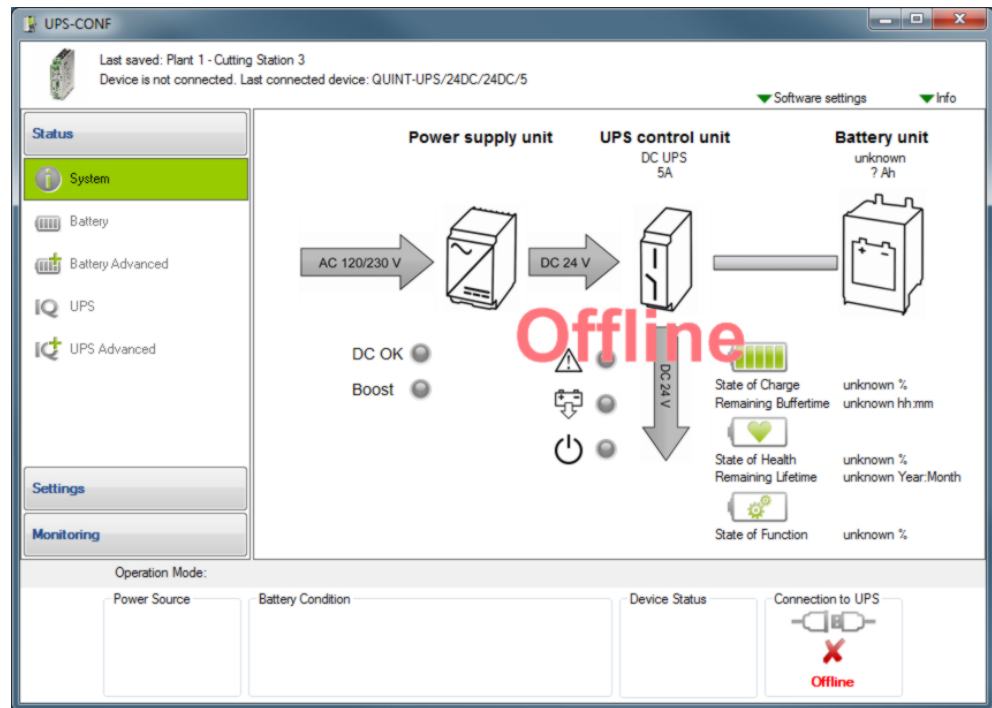 UPS-CONF
Last saved: Plant 1 - Cutting Station 3
Device is not connected. Last connected device: QUINT-UPS/24DC/24DC/5
Software settings
Info
Status
System
Battery
Battery Advanced
IQ UPS
IQ UPS Advanced
Settings
Monitoring
Power supply unit
UPS control unit
Battery unit
DC UPS
unknown
5A
? Ah
AC 120/230 V
DC 24 V
Offline
DC OK
Boost
DC 24 V
State of Charge unknown %
Remaining Buffertime unknown hh:mm
State of Health unknown %
Remaining Lifetime unknown Year:Month
State of Function unknown %
Operation Mode:
Power Source
Battery Condition
Device Status
Connection to UPS
Offline